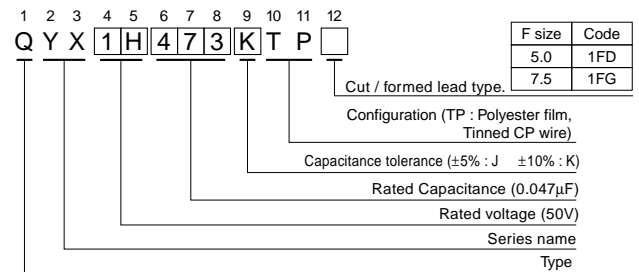 1 2 3 4 5 6 7 8 9 10 11 12
Q Y X 1 H 4 7 3 K T P
F size Code
5.0 1FD
7.5 1FG
Cut / formed lead type.
Configuration (TP : Polyester film,
Tinned CP wire)
Capacitance tolerance (±5% : J ±10% : K)
Rated Capacitance (0.047μF)
Rated voltage (50V)
Series name
Type